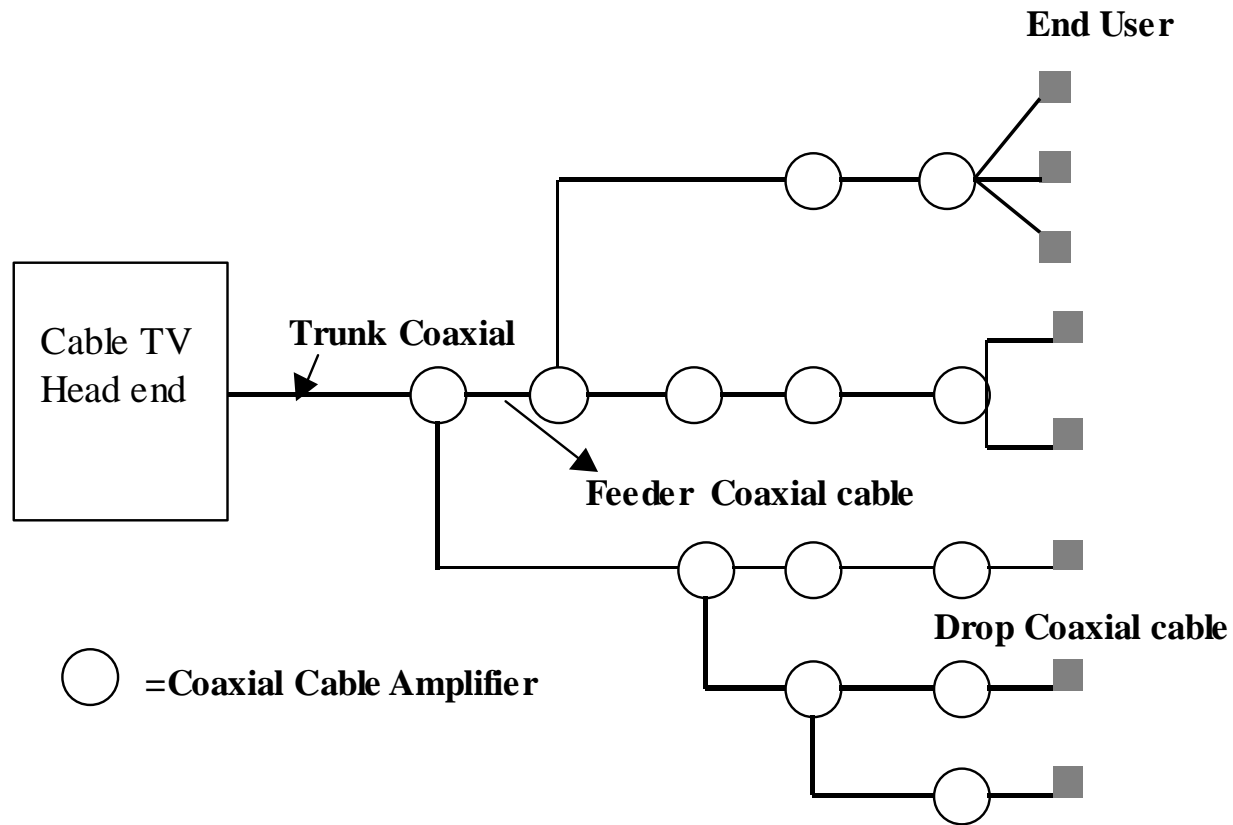 End User
Cable TV
Head end
Trunk Coaxial
Feeder Coaxial cable
Drop Coaxial cable
=Coaxial Cable Amplifier